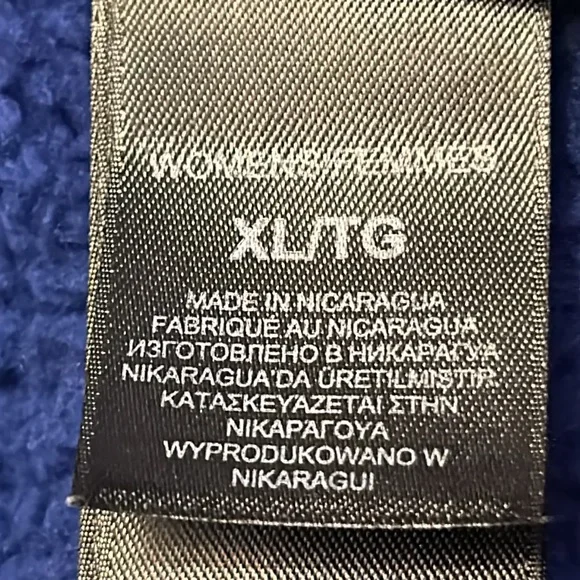 WOMENS/FEMMES
XL/TG
MADE IN NICARAGUA
FABRIQUÉ AU NICARAGUA
ИЗГОТОВЛЕНО В НИКАРАГУА
NIKARAGUA DA ÜRETILMIŞTIR
ΚΑΤΑΣΚΕΥΑΖΕΤΑΙ ΣΤΗΝ
ΝΙΚΑΡΑΓΟΥΑ
WYPRODUKOWANO W
NIKARAGUI